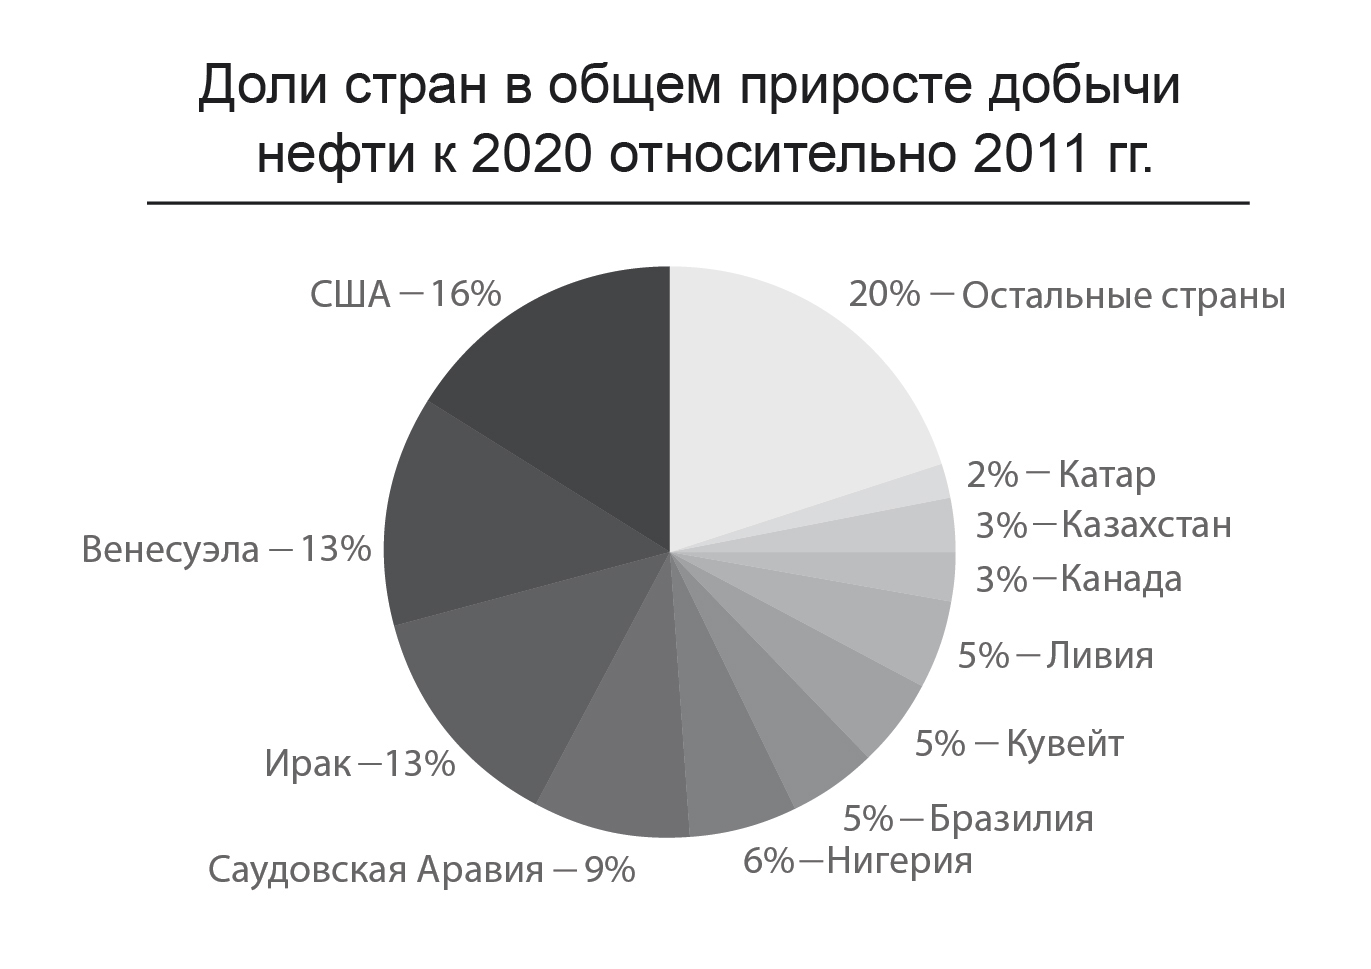 Доли стран в общем приросте добычи
нефти к 2020 относительно 2011 гг.
США – 16%
20% – Остальные страны
2% – Катар
3% – Казахстан
Венесуэла – 13%
3% – Канада
5% – Ливия
5% – Кувейт
Ирак – 13%
5% – Бразилия
6% – Нигерия
Саудовская Аравия – 9%